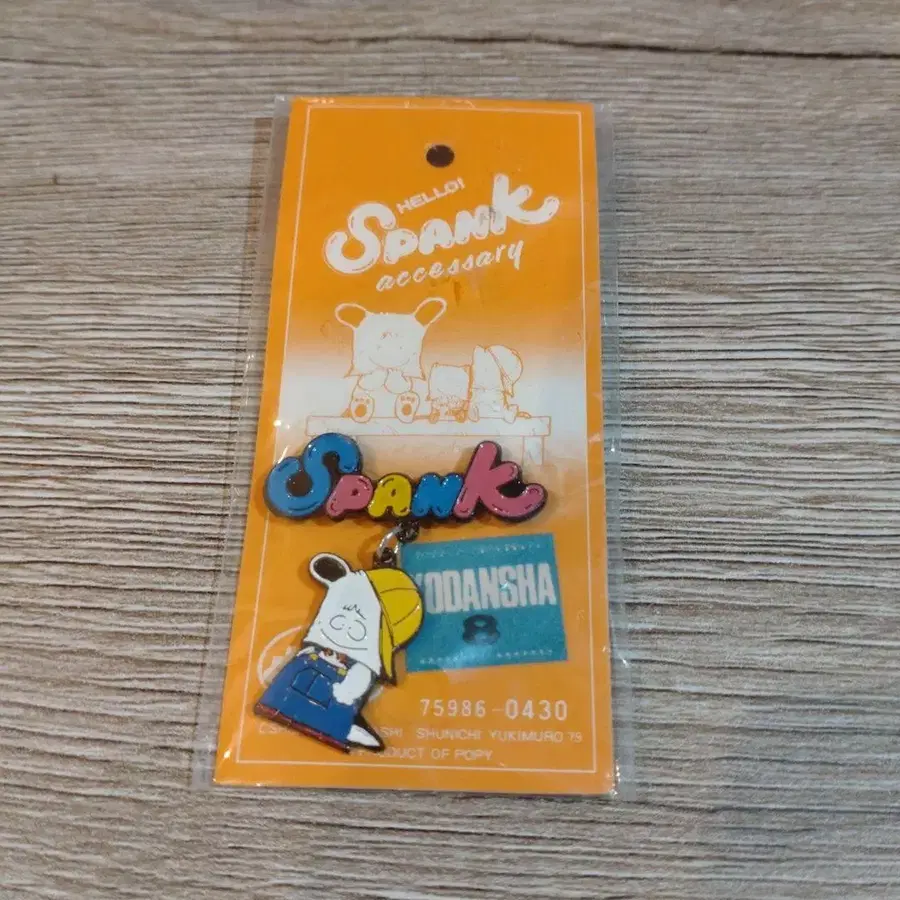 HELLO!
SPANK
accessary
SPANK
KODANSHA
8
75986-0430
SHUNICHI YUKIMURO 79
PRODUCT OF POPY